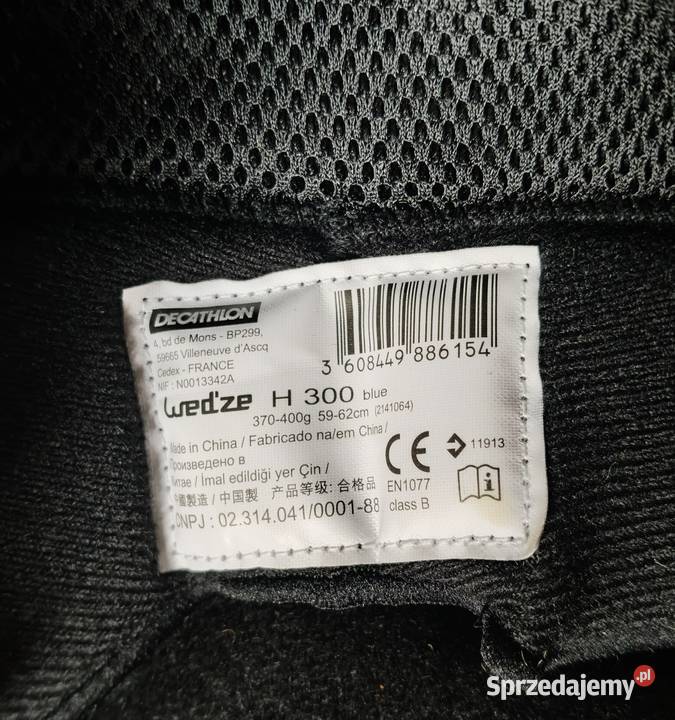 DECATHLON
4, bd de Mons - BP299,
59665 Villeneuve d'Ascq
Cedex - FRANCE
NIF : N0013342A
Wed'ze H 300 blue
370-400g 59-62cm (2141064)
Made in China / Fabricado na/em China /
Произведено в
Китае / İmal edildiği yer Çin /
中國製造 / 中国製 产品等级: 合格品
CNPJ : 02.314.041/0001-88
3 608449 886154
CE 11913
EN1077
class B
i
Sprzedajemy.pl